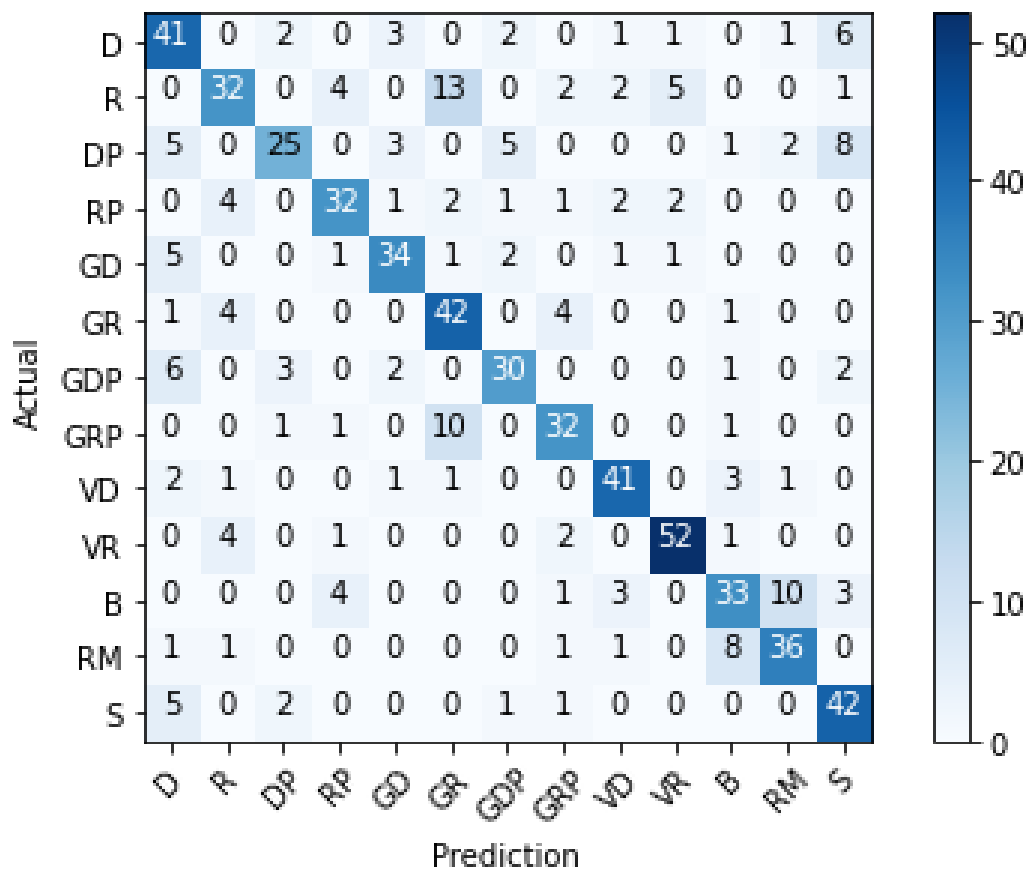 D 41 0 2 0 3 0 2 0 1 1 0 1 6 50
R 0 32 0 4 0 13 0 2 2 5 0 0 1
DP 5 0 25 0 3 0 5 0 0 0 1 2 8 40
RP 0 4 0 32 1 2 1 1 2 2 0 0 0
GD 5 0 0 1 34 1 2 0 1 1 0 0 0
GR 1 4 0 0 0 42 0 4 0 0 1 0 0 30
Actual
GDP 6 0 3 0 2 0 30 0 0 0 1 0 2
GRP 0 0 1 1 0 10 0 32 0 0 1 0 0 20
VD 2 1 0 0 1 1 0 0 41 0 3 1 0
VR 0 4 0 1 0 0 0 2 0 52 1 0 0
B 0 0 0 4 0 0 0 1 3 0 33 10 3 10
RM 1 1 0 0 0 0 0 1 1 0 8 36 0
S 5 0 2 0 0 0 1 1 0 0 0 0 42 0
D R DP RP GD GR GDP GRP VD VR B RM S
Prediction